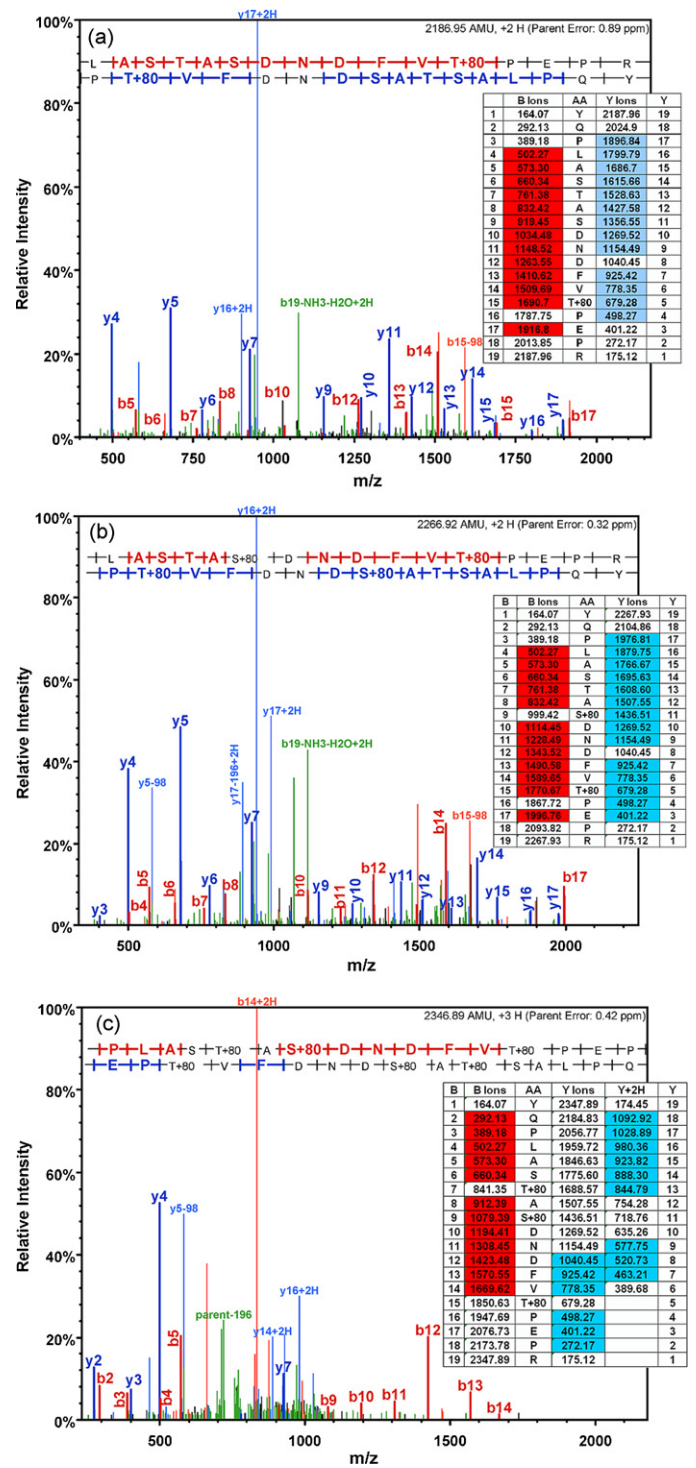 y17+2H
(a)
2186.95 AMU, +2 H (Parent Error: 0.89 ppm)
L A S T A S D N D F V T+80 P E P R
P T+80 V F D N D S A T S A L P Q Y
B Ions AA Y Ions Y
1 164.07 Y 2187.96 19
2 292.13 Q 2024.9 18
3 389.18 P 1896.84 17
4 502.27 L 1799.79 16
5 573.30 A 1686.7 15
6 660.34 S 1615.66 14
7 761.38 T 1528.63 13
8 832.42 A 1427.58 12
9 919.45 S 1356.55 11
10 1034.48 D 1269.52 10
11 1148.52 N 1154.49 9
12 1263.55 D 1040.45 8
13 1410.62 F 925.42 7
14 1509.69 V 778.35 6
15 1690.7 T+80 679.28 5
16 1787.75 P 498.27 4
17 1916.8 E 401.22 3
18 2013.85 P 272.17 2
19 2187.96 R 175.12 1
100%
80%
60%
40%
20%
0%
Relative Intensity
y4
y5
y16+2H
y7
b19-NH3-H2O+2H
y11
b14
b15-98
b5
b6
b7
y6
b8
b10
y9
b12
y10
b13
y12
y13
y14
y15
b15
y16
y17
b17
500 750 1000 1250 1500 1750 2000
m/z
y16+2H
(b)
2266.92 AMU, +2 H (Parent Error: 0.32 ppm)
L A S T A S+80 D N D F V T+80 P E P R
P T+80 V F D N D S+80 A T S A L P Q Y
B B Ions AA Y Ions Y
1 164.07 Y 2267.93 19
2 292.13 Q 2104.86 18
3 389.18 P 1976.81 17
4 502.27 L 1879.75 16
5 573.30 A 1766.67 15
6 660.34 S 1695.63 14
7 761.38 T 1608.60 13
8 832.42 A 1507.55 12
9 999.42 S+80 1436.51 11
10 1114.45 D 1269.52 10
11 1228.49 N 1154.49 9
12 1343.52 D 1040.45 8
13 1490.58 F 925.42 7
14 1589.65 V 778.35 6
15 1770.67 T+80 679.28 5
16 1867.72 P 498.27 4
17 1996.76 E 401.22 3
18 2093.82 P 272.17 2
19 2267.93 R 175.12 1
100%
80%
60%
40%
20%
0%
Relative Intensity
y3
y4
y5-98
b4
b5
y5
b6
b7
y6
b8
y17-196+2H
y7
y17+2H
b19-NH3-H2O+2H
b10
y9
b11
y10
b12
y11
y12
b14
y13
b15-98
y14
y15
y16
y17
b17
500 1000 1500 2000
m/z
b14+2H
(c)
2346.89 AMU, +3 H (Parent Error: 0.42 ppm)
P L A S T+80 A S+80 D N D F V T+80 P E P
E P T+80 V F D N D S+80 A T+80 S A L P Q
B B Ions AA Y Ions Y+2H Y
1 164.07 Y 2347.89 174.45 19
2 292.13 Q 2184.83 1092.92 18
3 389.18 P 2056.77 1028.89 17
4 502.27 L 1959.72 980.36 16
5 573.30 A 1846.63 923.82 15
6 660.34 S 1775.60 888.30 14
7 841.35 T+80 1688.57 844.79 13
8 912.39 A 1507.55 754.28 12
9 1079.39 S+80 1436.51 718.76 11
10 1194.41 D 1269.52 635.26 10
11 1308.45 N 1154.49 577.75 9
12 1423.48 D 1040.45 520.73 8
13 1570.55 F 925.42 463.21 7
14 1669.62 V 778.35 389.68 6
15 1850.63 T+80 679.28 5
16 1947.69 P 498.27 4
17 2076.73 E 401.22 3
18 2173.78 P 272.17 2
19 2347.89 R 175.12 1
100%
80%
60%
40%
20%
0%
Relative Intensity
y2
b2
b3
y3
y4
b4
b5
y5-98
parent-196
y14+2H
y7
y16+2H
b9
b10
b11
b12
b13
b14
500 1000 1500 2000
m/z